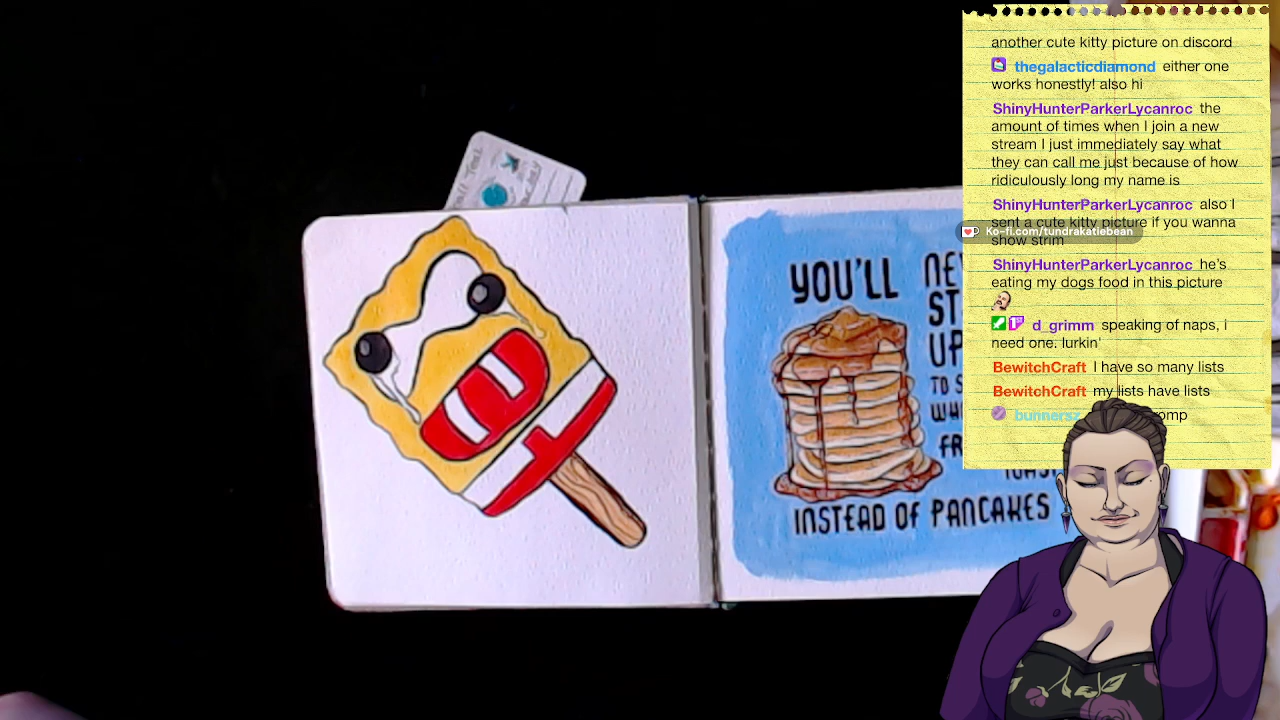 another cute kitty picture on discord
thegalacticdiamond either one
works honestly! also hi
ShinyHunterParkerLycanroc the
amount of times when I join a new
stream I just immediately say what
they can call me just because of how
ridiculously long my name is
ShinyHunterParkerLycanroc also I
sent a cute kitty picture if you wanna
show strim
Ko-fi.com/tundrakatiebean
ShinyHunterParkerLycanroc he's
eating my dogs food in this picture
d_grimm speaking of naps, i
need one. lurkin'
BewitchCraft I have so many lists
BewitchCraft my lists have lists
bunnersz
YOU'LL
INSTEAD OF PANCAKES